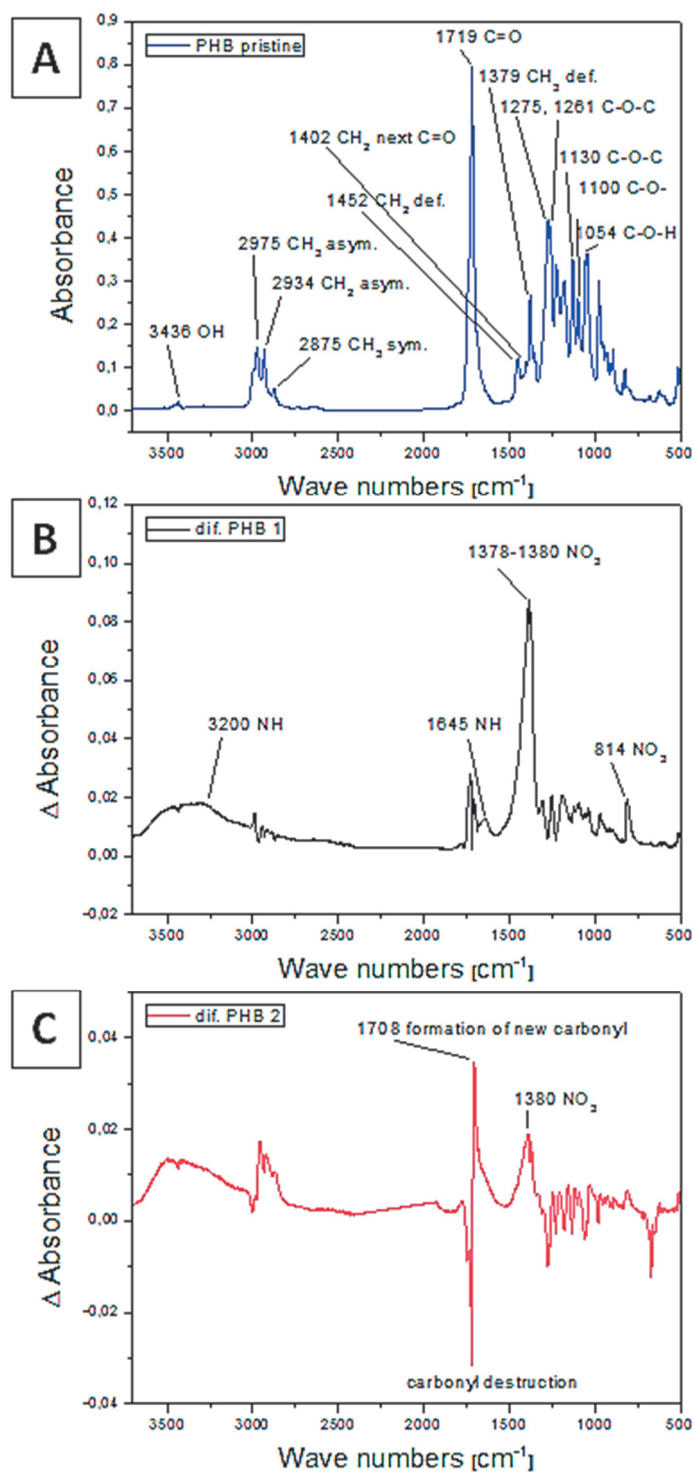 A
PHB pristine
1719 C=O
1379 CH₂ def.
1275, 1261 C-O-C
1402 CH₂ next C=O
1130 C-O-C
1100 C-O-
1452 CH₂ def.
1054 C-O-H
2975 CH₂ asym.
2934 CH₂ asym.
2875 CH₂ sym.
3436 OH
Absorbance
0,9
0,8
0,7
0,6
0,5
0,4
0,3
0,2
0,1
0,0
3500 3000 2500 2000 1500 1000 500
Wave numbers [cm⁻¹]
B
dif. PHB 1
1378-1380 NO₂
3200 NH
1645 NH
814 NO₂
Δ Absorbance
0,12
0,10
0,08
0,06
0,04
0,02
0,00
-0,02
3500 3000 2500 2000 1500 1000 500
Wave numbers [cm⁻¹]
C
dif. PHB 2
1708 formation of new carbonyl
1380 NO₂
carbonyl destruction
Δ Absorbance
0,04
0,02
0,00
-0,02
-0,04
3500 3000 2500 2000 1500 1000 500
Wave numbers [cm⁻¹]